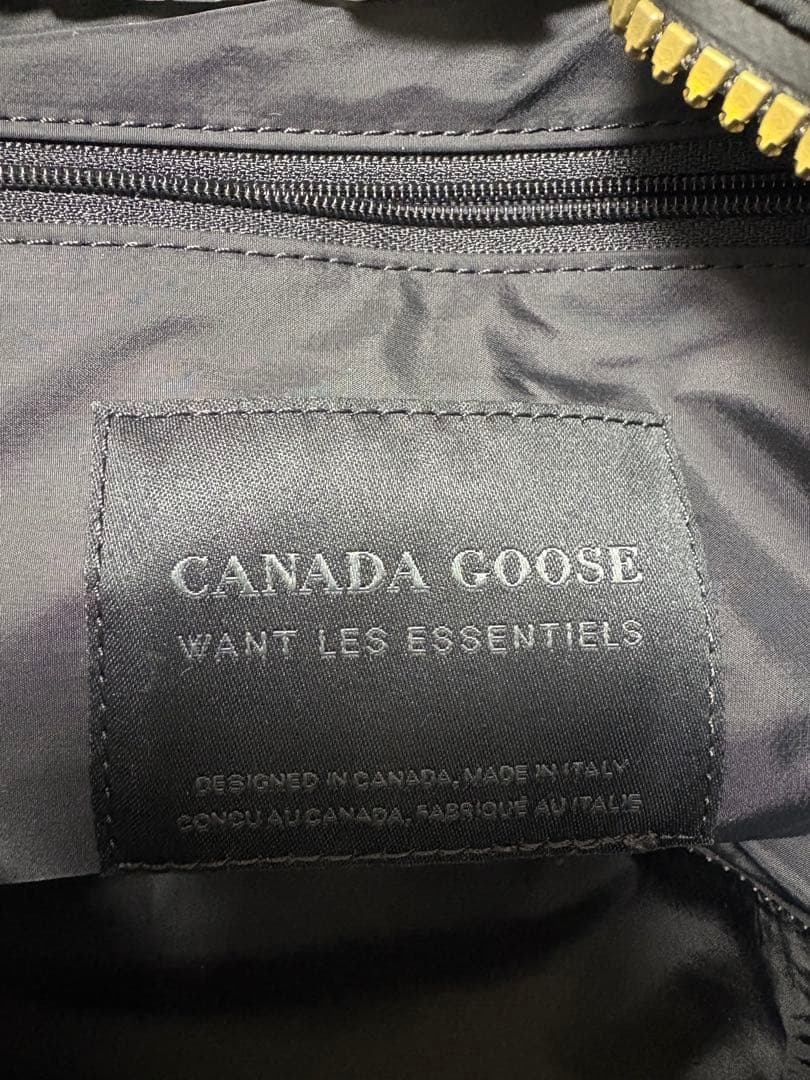 CANADA GOOSE
WANT LES ESSENTIELS
DESIGNED IN CANADA, MADE IN ITALY
CONÇU AU CANADA, FABRIQUÉ AU ITALIE